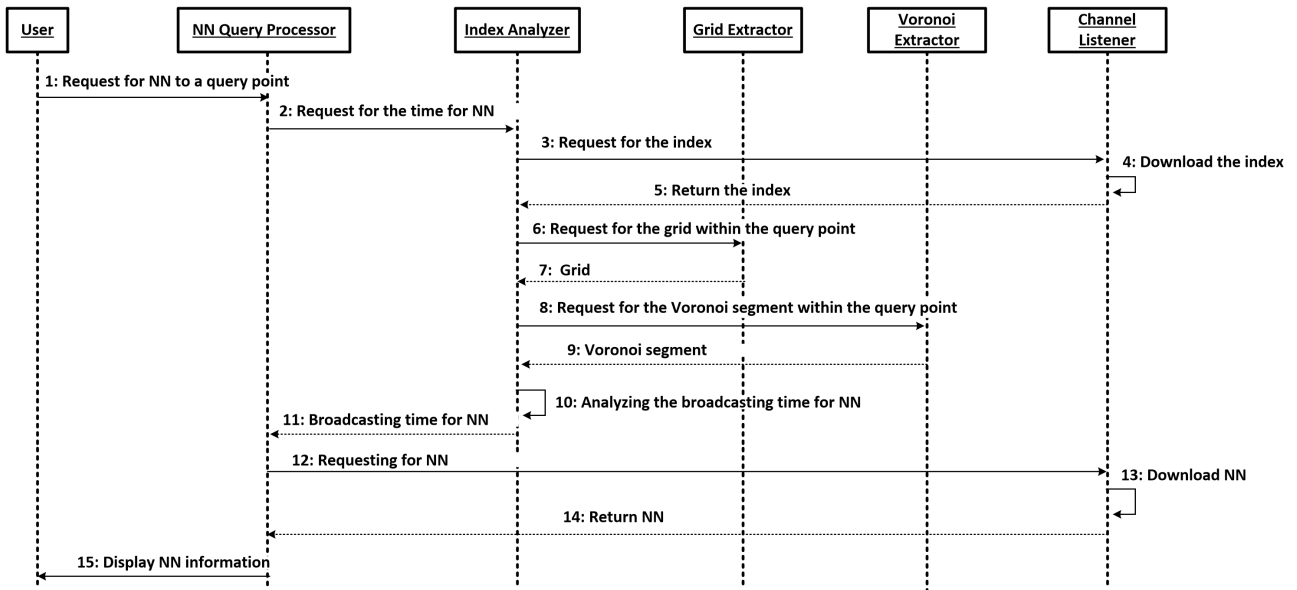 User
NN Query Processor
Index Analyzer
Grid Extractor
Voronoi
Extractor
Channel
Listener
1: Request for NN to a query point
2: Request for the time for NN
3: Request for the index
4: Download the index
5: Return the index
6: Request for the grid within the query point
7: Grid
8: Request for the Voronoi segment within the query point
9: Voronoi segment
10: Analyzing the broadcasting time for NN
11: Broadcasting time for NN
12: Requesting for NN
13: Download NN
14: Return NN
15: Display NN information